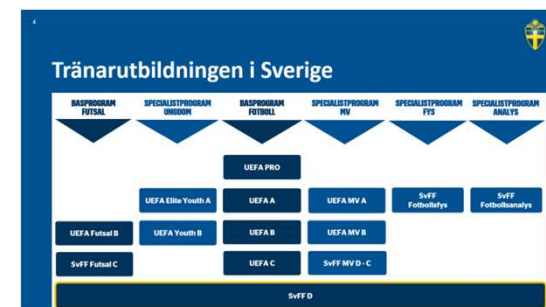 4
Tränarutbildningen i Sverige
BASPROGRAM FUTSAL
SPECIALISTPROGRAM UNGDOM
BASPROGRAM FOTBOLL
SPECIALISTPROGRAM MV
SPECIALISTPROGRAM FYS
SPECIALISTPROGRAM ANALYS
UEFA PRO
UEFA Elite Youth A
UEFA A
UEFA MV A
SvFF Fotbollsfys
SvFF Fotbollsanalys
UEFA Futsal B
UEFA Youth B
UEFA B
UEFA MV B
SvFF Futsal C
UEFA C
SvFF MV D - C
SvFF D